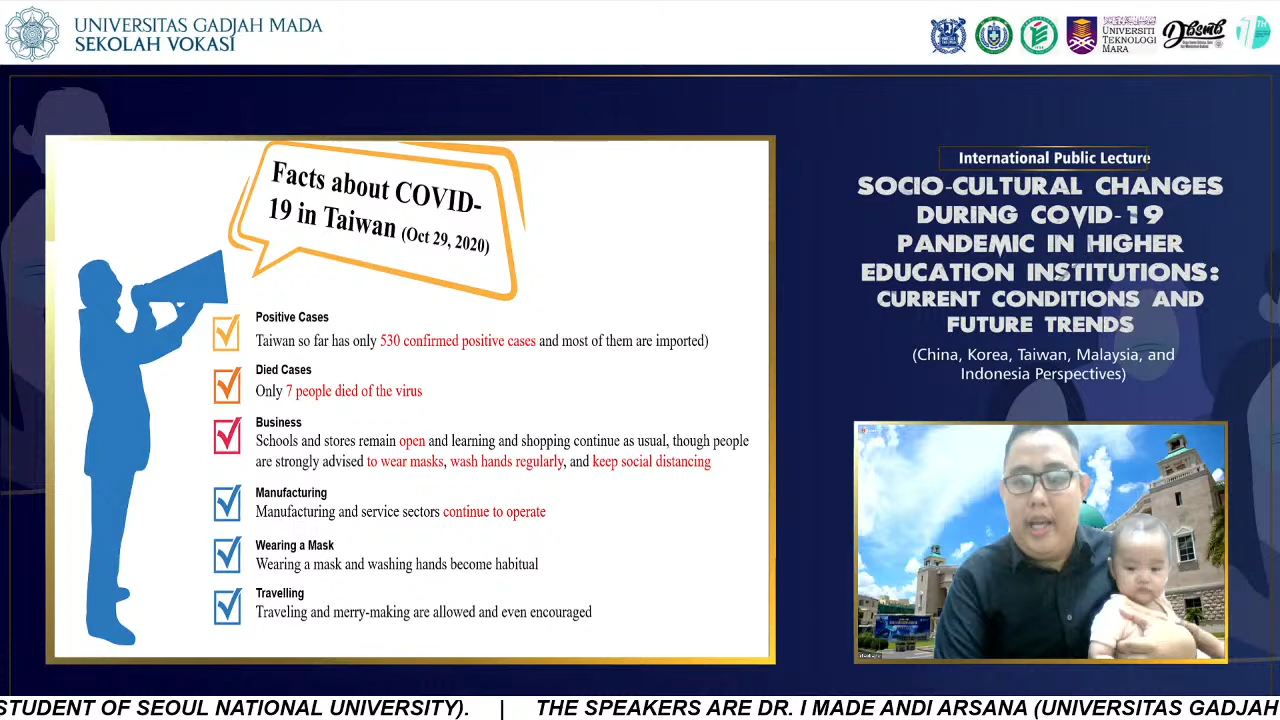 UNIVERSITAS GADJAH MADA
SEKOLAH VOKASI
UNIVERSITI
TEKNOLOGI
MARA
Facts about COVID-
19 in Taiwan (Oct 29, 2020)
Positive Cases
Taiwan so far has only 530 confirmed positive cases and most of them are imported)
Died Cases
Only 7 people died of the virus
Business
Schools and stores remain open and learning and shopping continue as usual, though people
are strongly advised to wear masks, wash hands regularly, and keep social distancing
Manufacturing
Manufacturing and service sectors continue to operate
Wearing a Mask
Wearing a mask and washing hands become habitual
Travelling
Traveling and merry-making are allowed and even encouraged
International Public Lecture
SOCIO-CULTURAL CHANGES
DURING COVID-19
PANDEMIC IN HIGHER
EDUCATION INSTITUTIONS:
CURRENT CONDITIONS AND
FUTURE TRENDS
(China, Korea, Taiwan, Malaysia, and
Indonesia Perspectives)
STUDENT OF SEOUL NATIONAL UNIVERSITY). | THE SPEAKERS ARE DR. I MADE ANDI ARSANA (UNIVERSITAS GADJAH